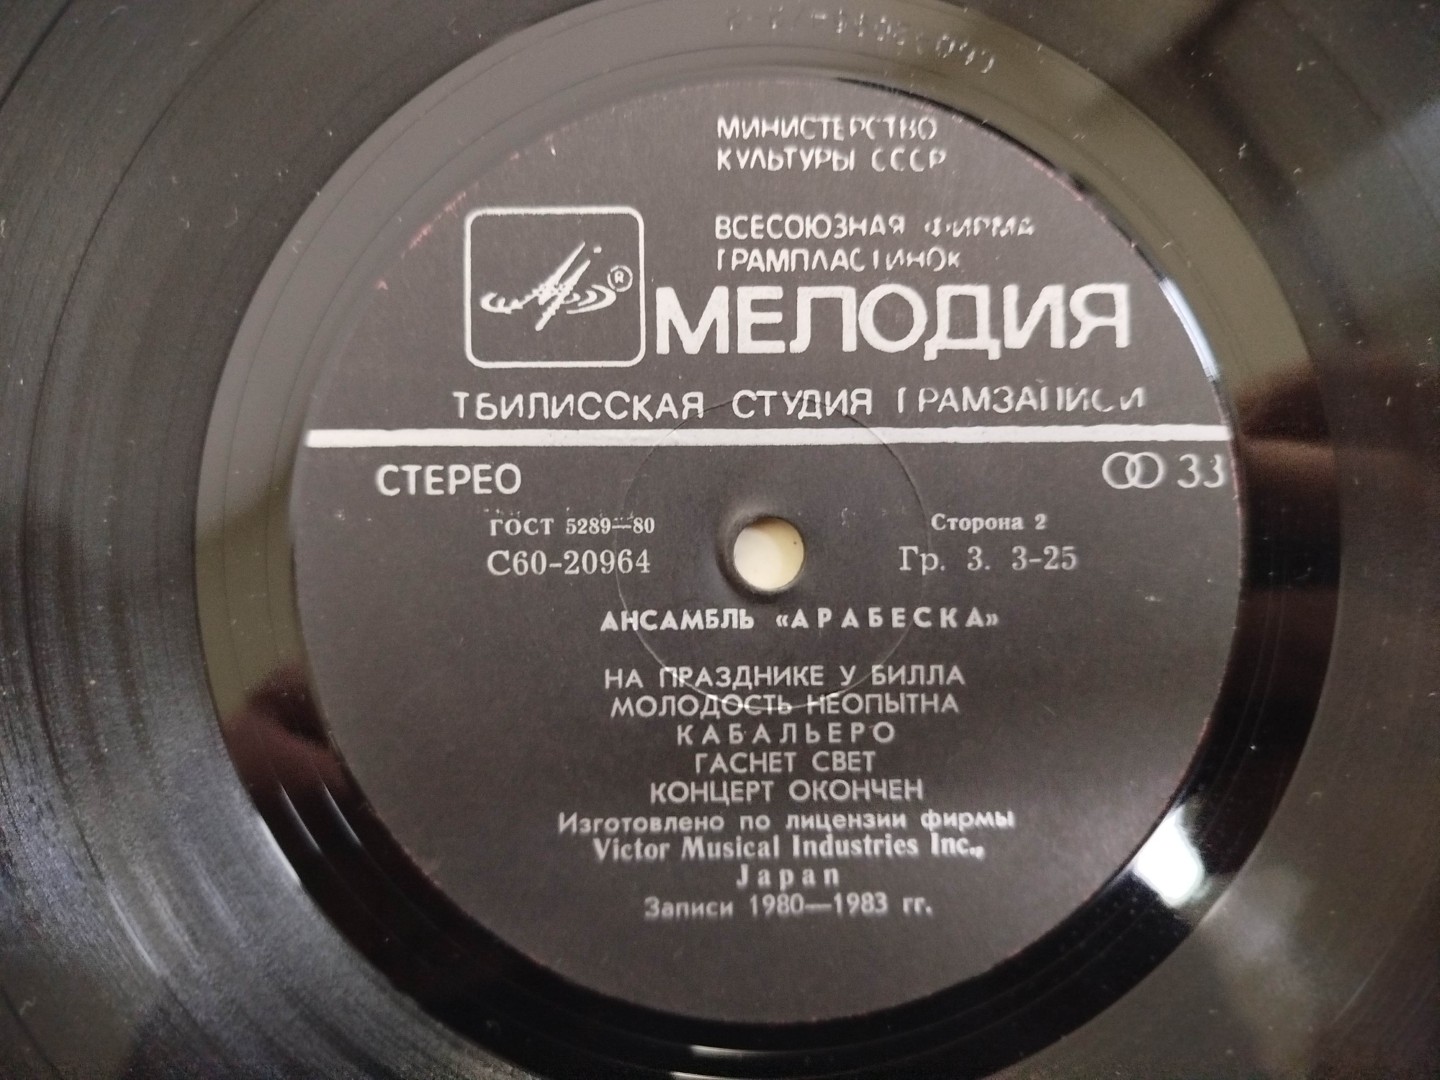 МИНИСТЕРСТВО
КУЛЬТУРЫ СССР
ВСЕСОЮЗНАЯ ФИРМА
ГРАМПЛАСТИНОК
®
МЕЛОДИЯ
ТБИЛИССКАЯ СТУДИЯ ГРАМЗАПИСИ
СТЕРЕО 33
ГОСТ 5289—80 Сторона 2
С60-20964 Гр. 3. 3-25
АНСАМБЛЬ «АРАБЕСКА»
НА ПРАЗДНИКЕ У БИЛЛА
МОЛОДОСТЬ НЕОПЫТНА
КАБАЛЬЕРО
ГАСНЕТ СВЕТ
КОНЦЕРТ ОКОНЧЕН
Изготовлено по лицензии фирмы
Victor Musical Industries Inc.,
Japan
Записи 1980—1983 гг.